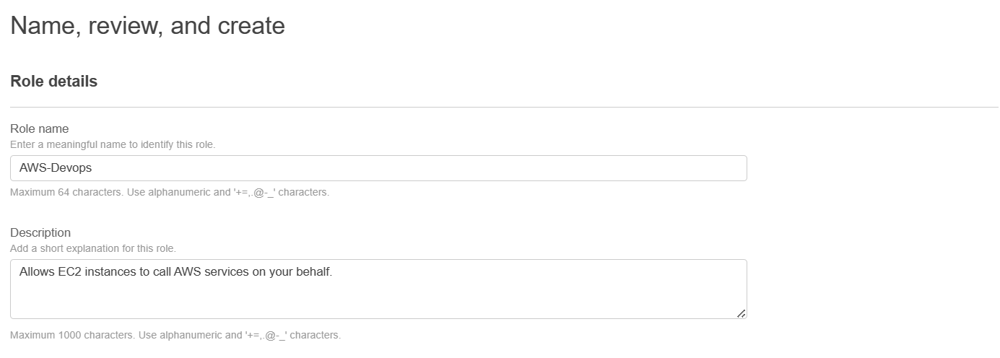 Name, review, and create
Role details
Role name
Enter a meaningful name to identify this role.
AWS-Devops
Maximum 64 characters. Use alphanumeric and '+=,.@-_' characters.
Description
Add a short explanation for this role.
Allows EC2 instances to call AWS services on your behalf.
Maximum 1000 characters. Use alphanumeric and '+=,.@-_' characters.